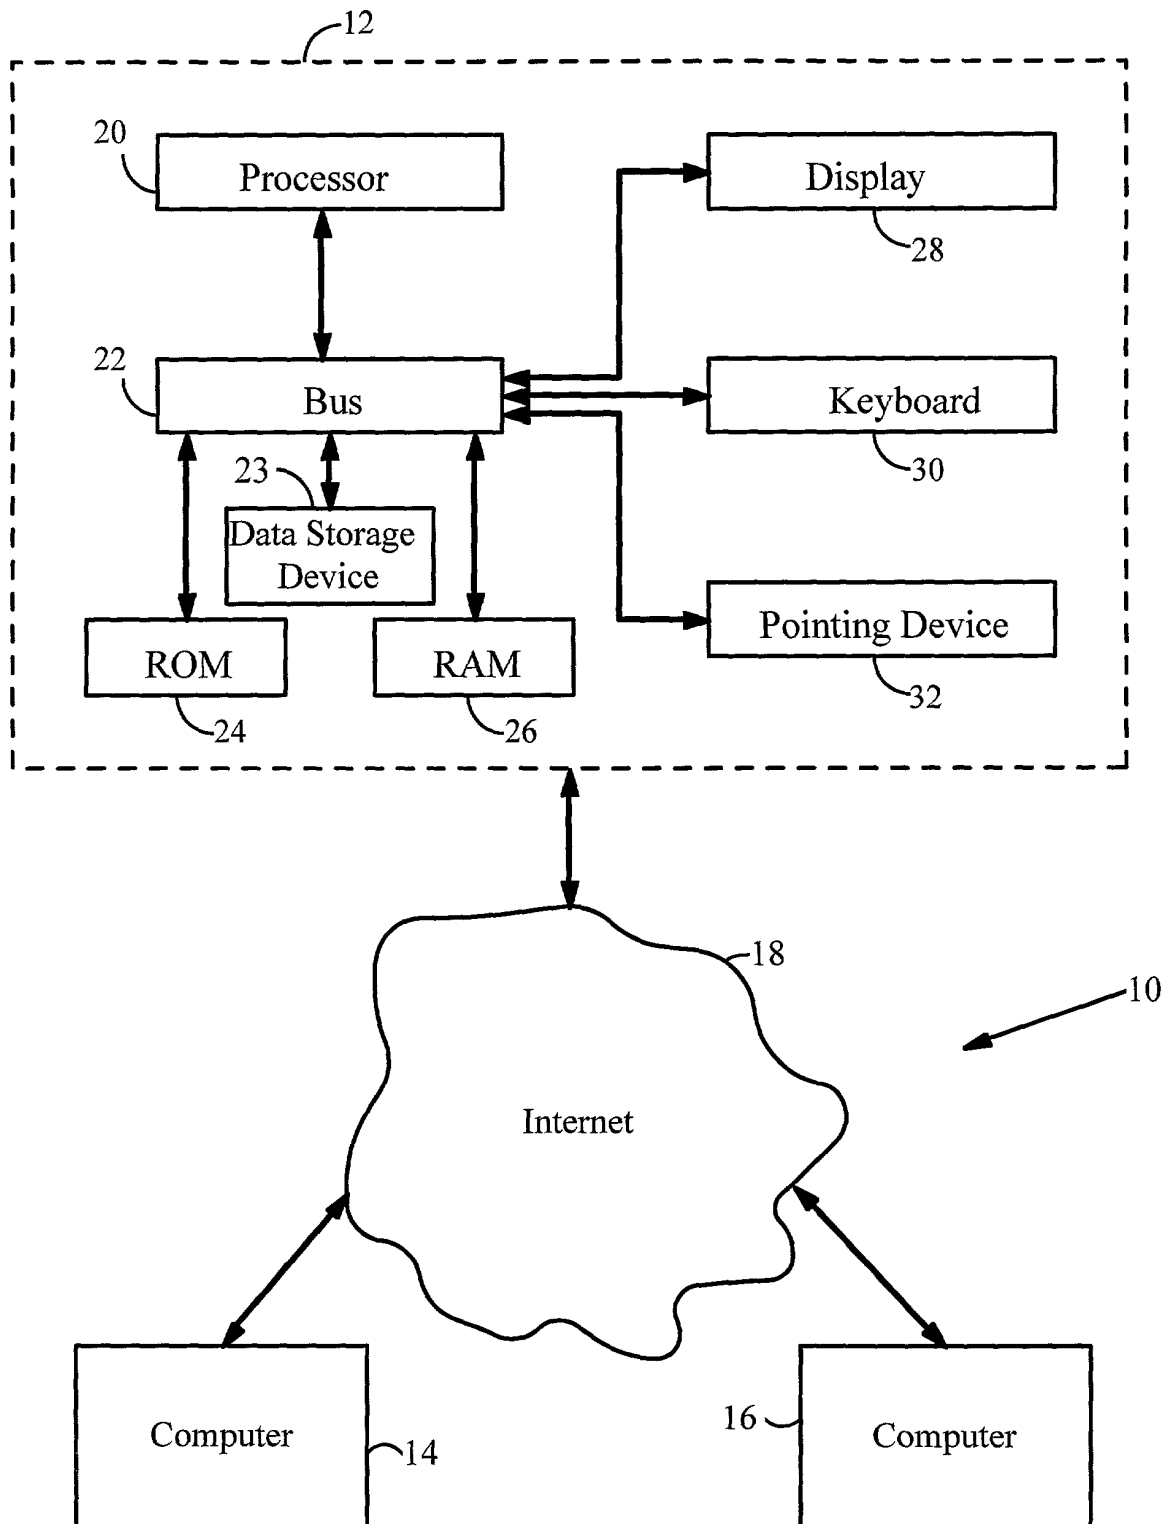 12
20
Processor
Display
28
22
Bus
Keyboard
30
23
Data Storage
Device
Pointing Device
32
ROM
24
RAM
26
18
10
Internet
Computer
14
16
Computer